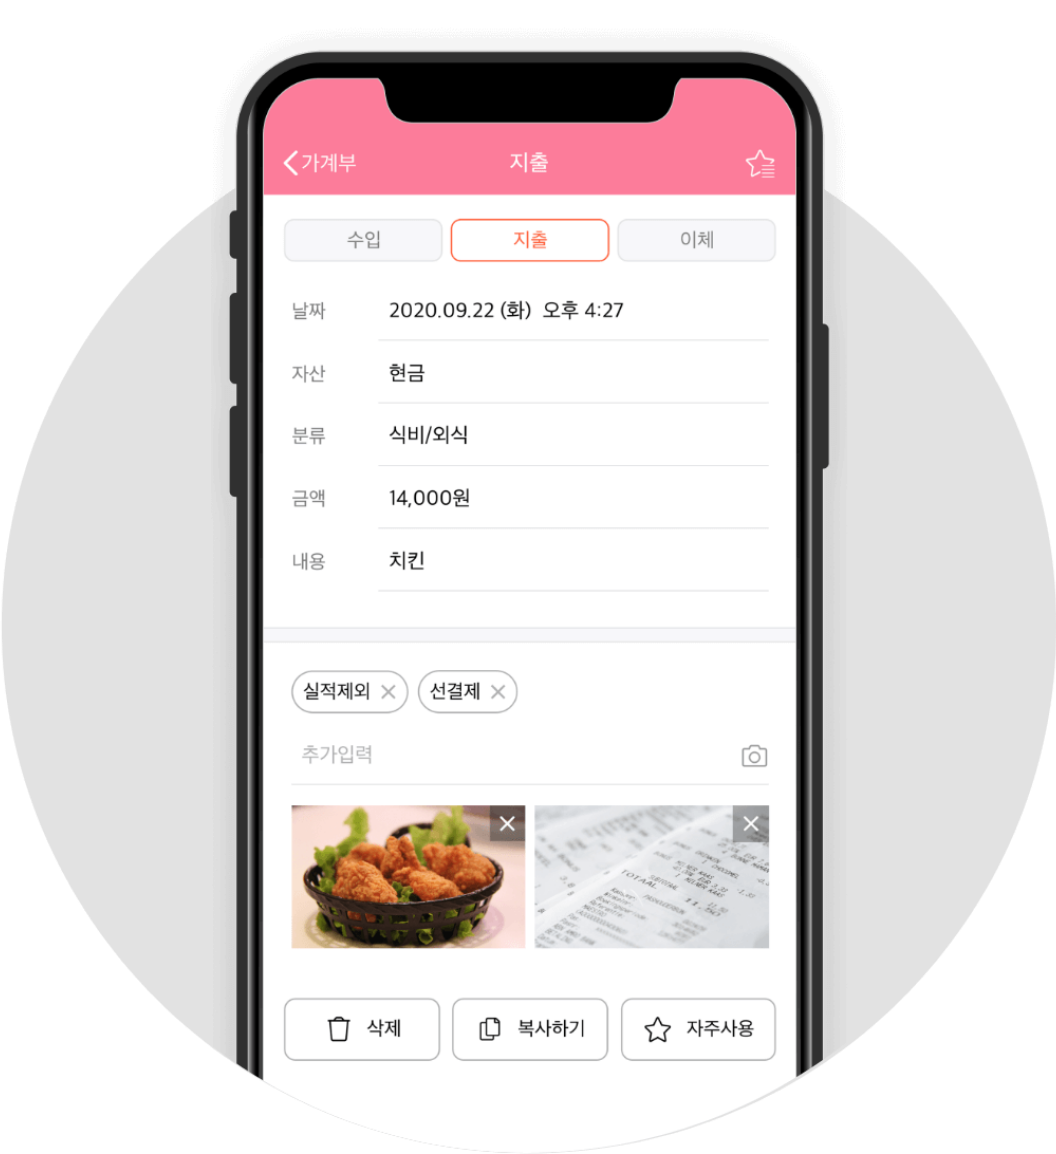 가계부
지출
수입
지출
이체
날짜 2020.09.22 (화) 오후 4:27
자산 현금
분류 식비/외식
금액 14,000원
내용 치킨
실적제외
선결제
추가입력
TOTAAL
11,50
삭제
복사하기
자주사용